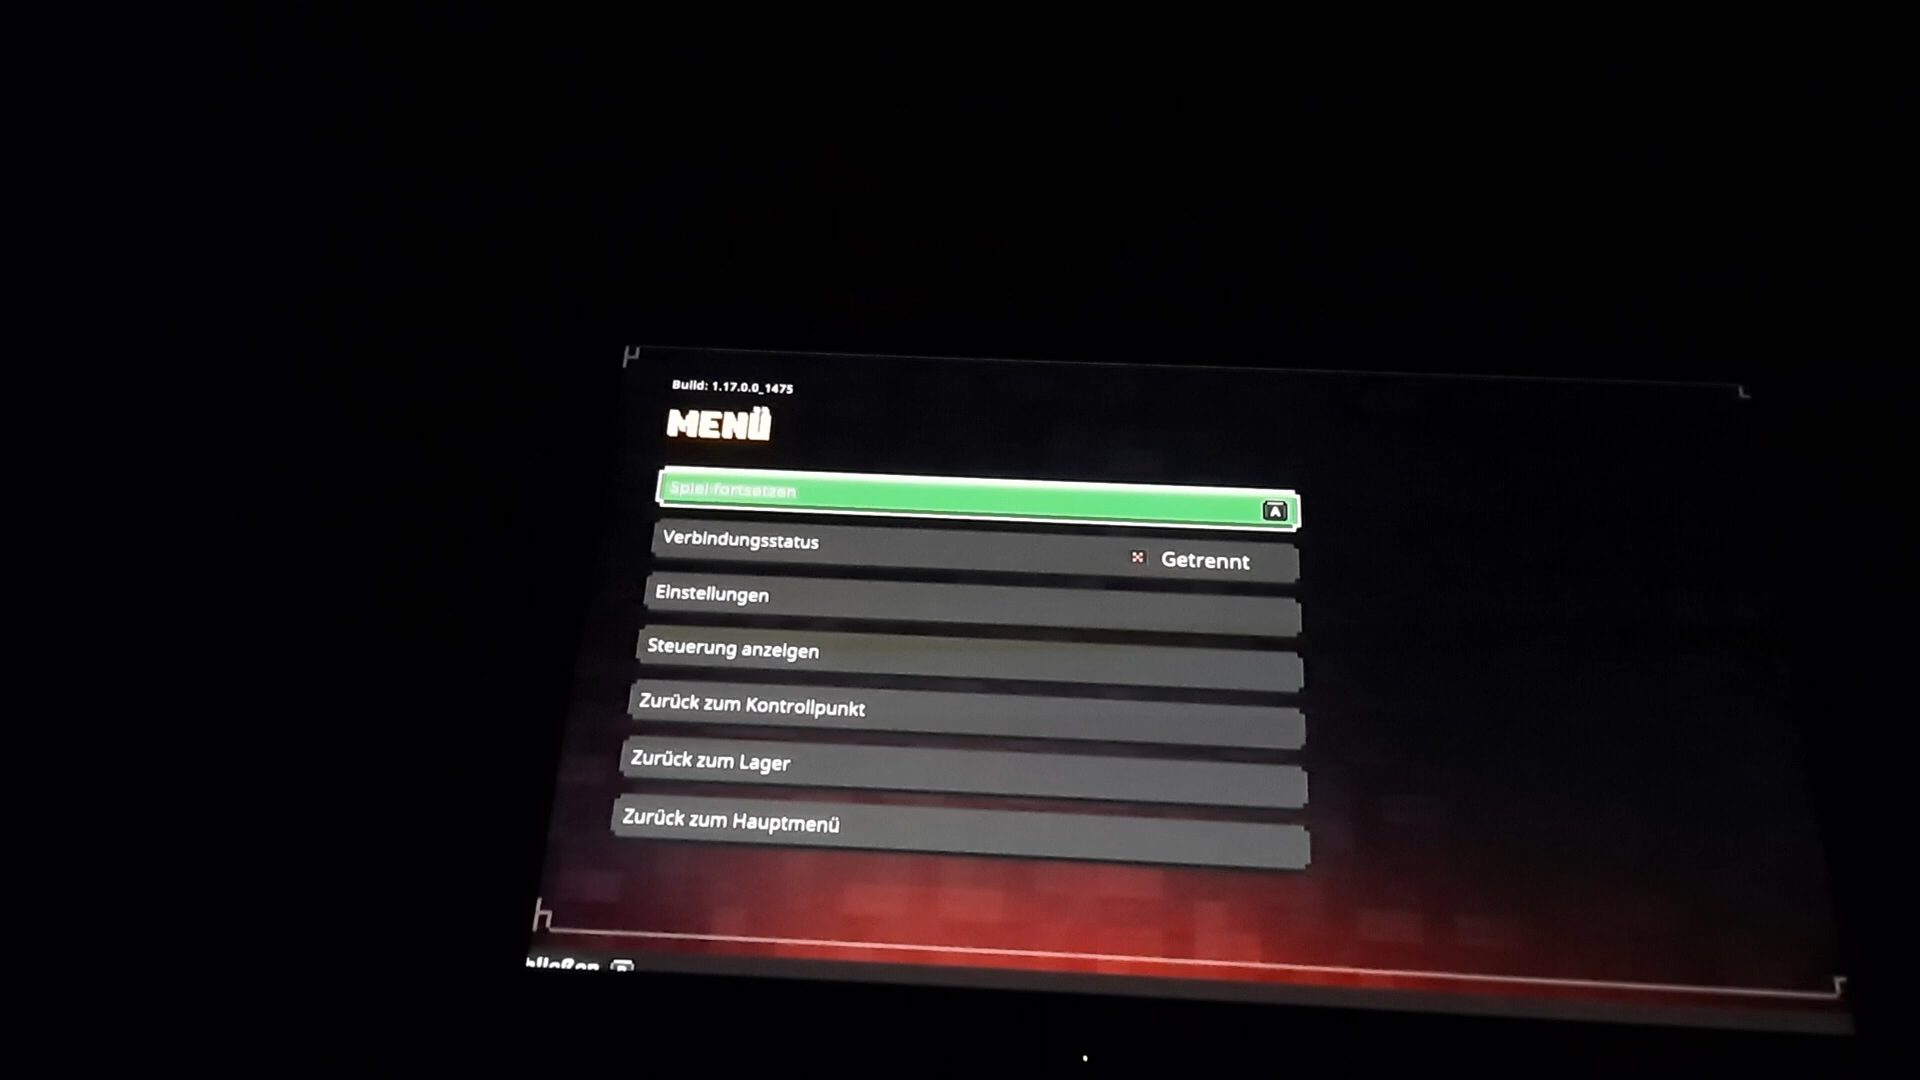 Build: 1.17.0.0_1475
MENÜ
Spiel fortsetzen
A
Verbindungsstatus
Getrennt
Einstellungen
Steuerung anzeigen
Zurück zum Kontrollpunkt
Zurück zum Lager
Zurück zum Hauptmenü